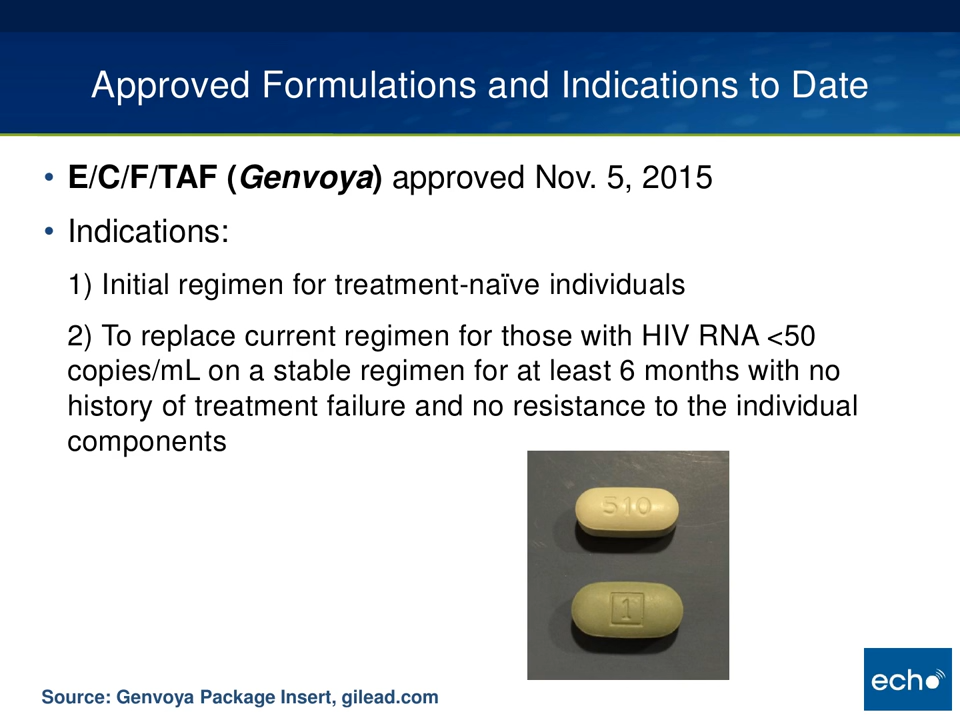 Approved Formulations and Indications to Date
• E/C/F/TAF (Genvoya) approved Nov. 5, 2015
• Indications:
1) Initial regimen for treatment-naïve individuals
2) To replace current regimen for those with HIV RNA <50
copies/mL on a stable regimen for at least 6 months with no
history of treatment failure and no resistance to the individual
components
510
1
Source: Genvoya Package Insert, gilead.com
echo